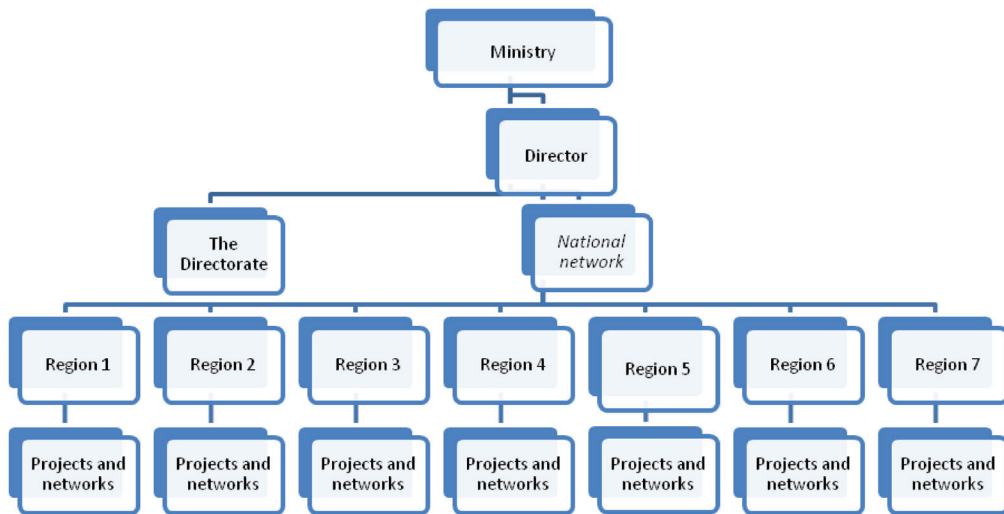 Ministry
Director
The
Directorate
National
network
Region 1
Region 2
Region 3
Region 4
Region 5
Region 6
Region 7
Projects and
networks
Projects and
networks
Projects and
networks
Projects and
networks
Projects and
networks
Projects and
networks
Projects and
networks